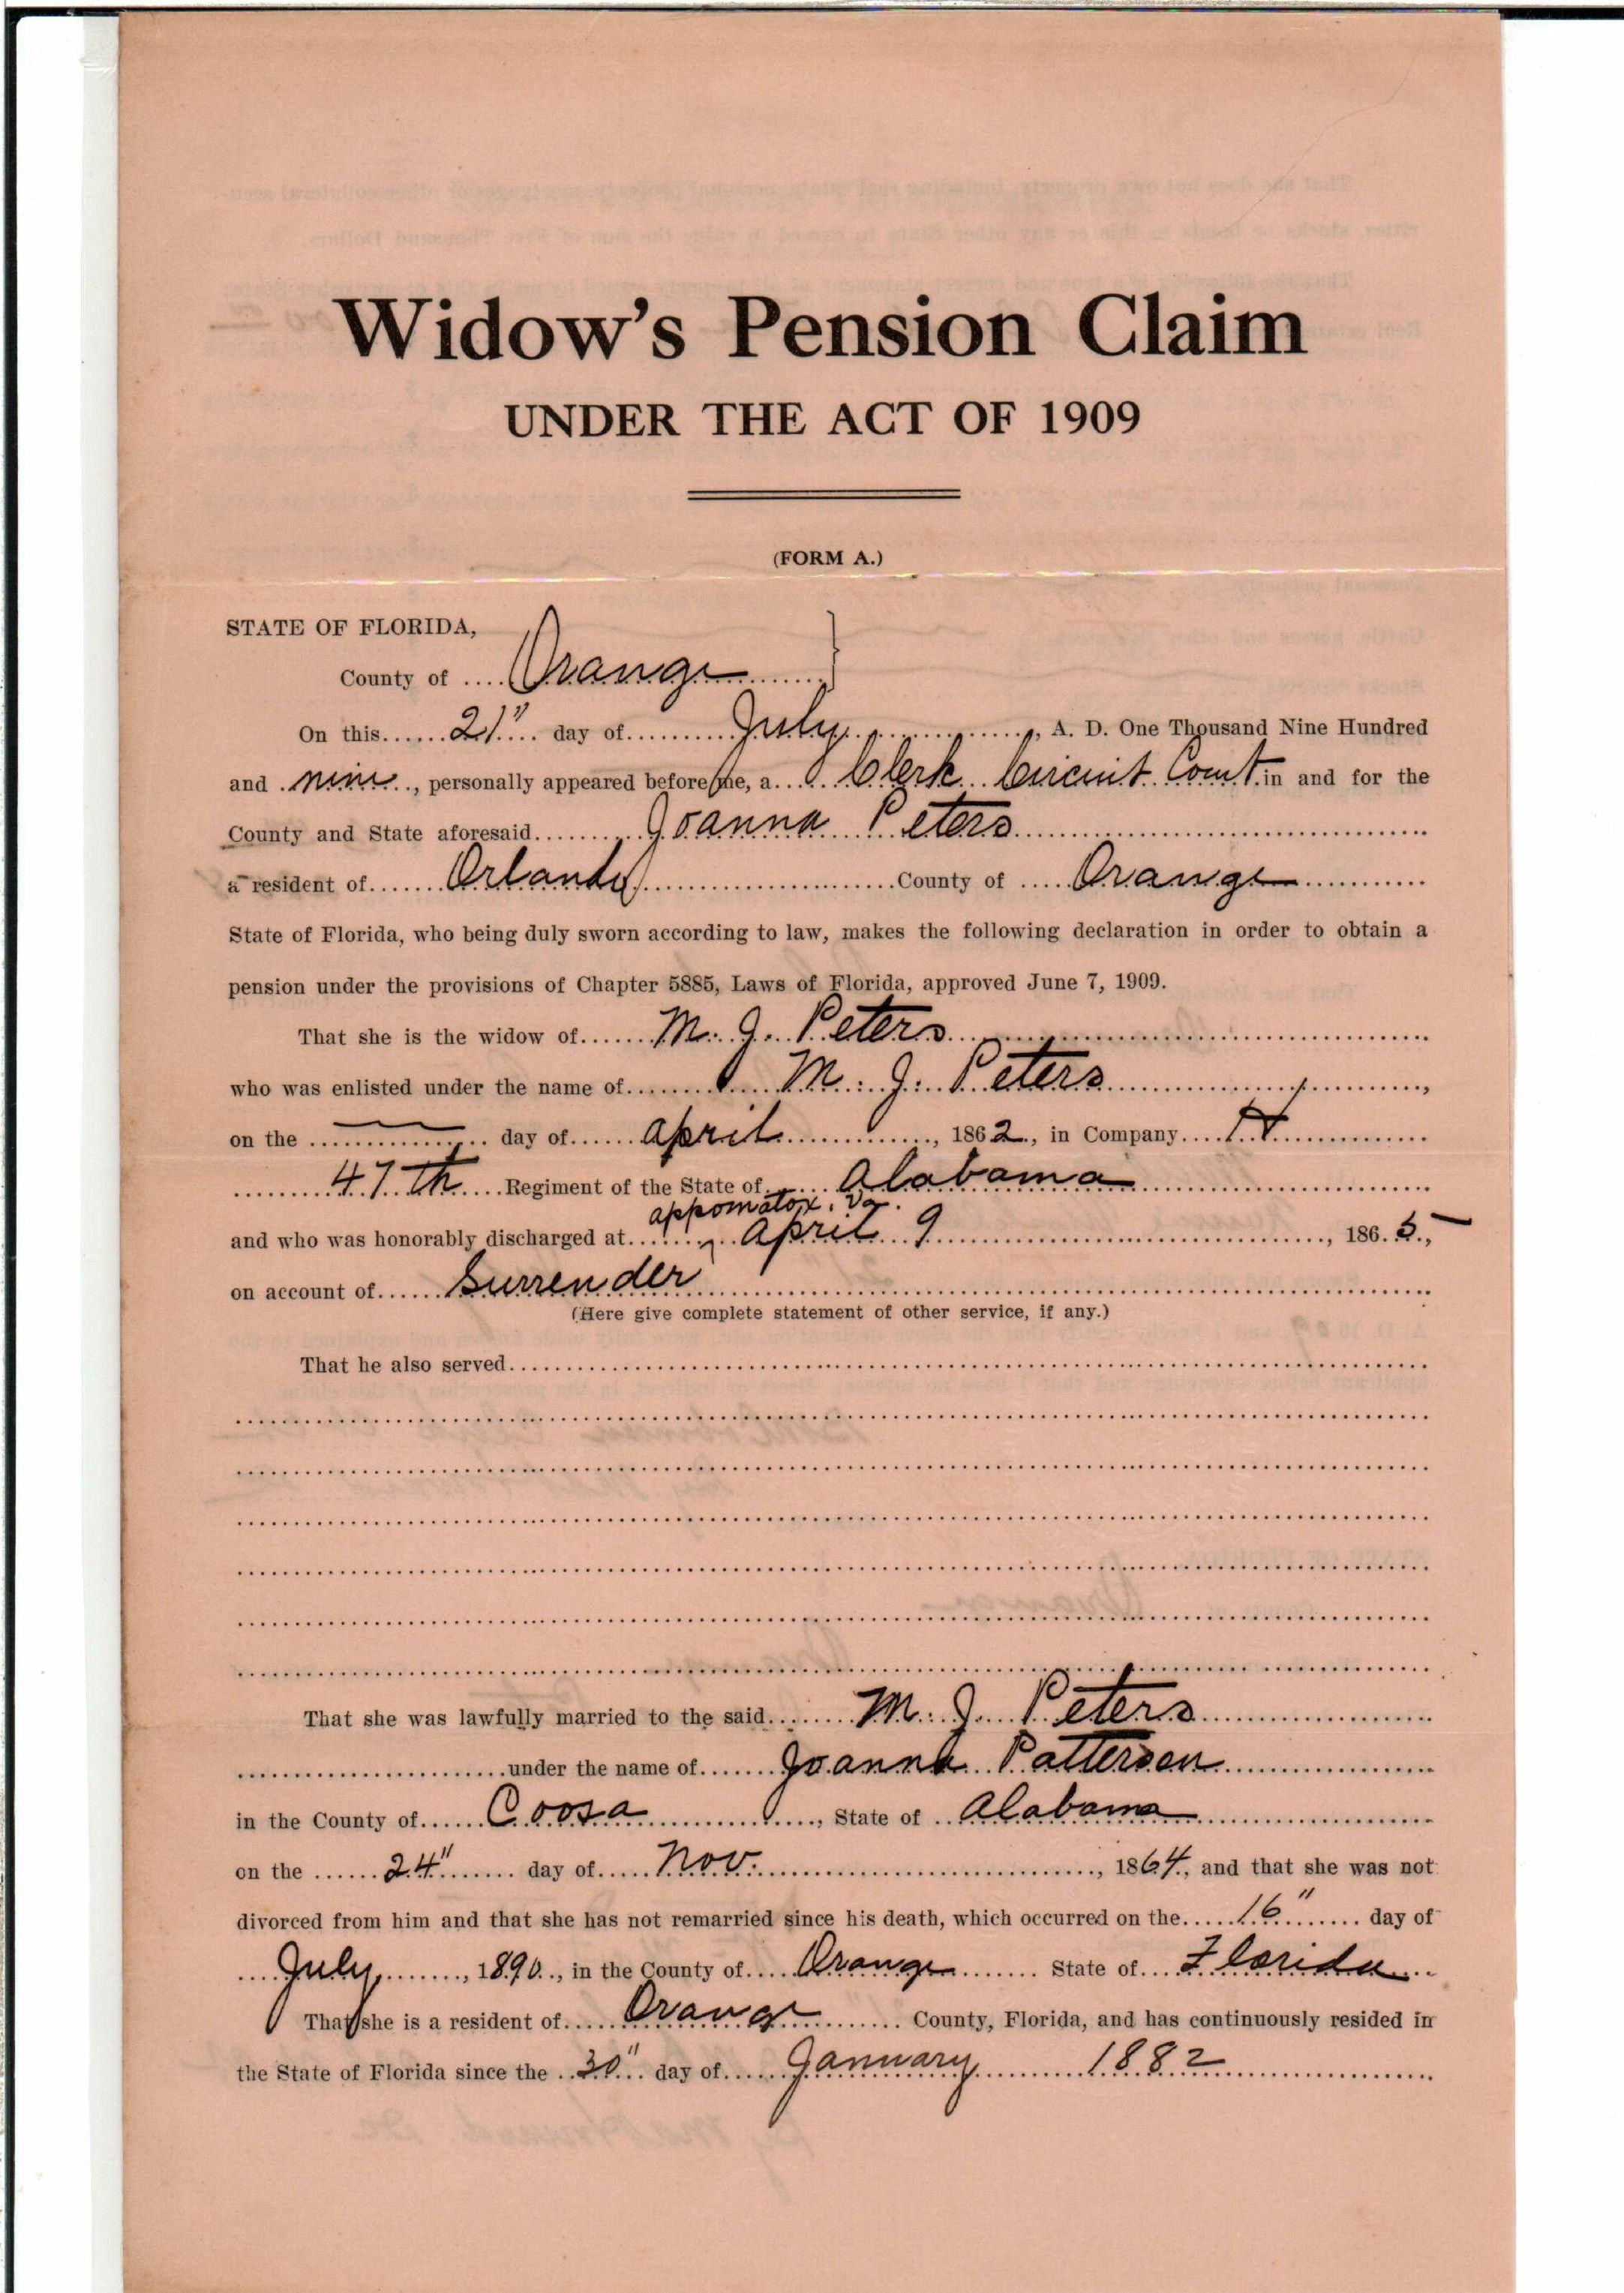 Widow's Pension Claim
UNDER THE ACT OF 1909
(FORM A.)
STATE OF FLORIDA,
County of Orange
On this 21" day of July, A. D. One Thousand Nine Hundred
and nine, personally appeared before me, a Clerk Circuit Court in and for the
County and State aforesaid Joanna Peters
a resident of Orlando County of Orange
State of Florida, who being duly sworn according to law, makes the following declaration in order to obtain a
pension under the provisions of Chapter 5885, Laws of Florida, approved June 7, 1909.
That she is the widow of M. J. Peters
who was enlisted under the name of M. J. Peters,
on the — day of april, 1862, in Company H
47th Regiment of the State of Alabama
appomatox. Va.
and who was honorably discharged at april 9, 1865,
on account of Surrender
(Here give complete statement of other service, if any.)
That he also served
That she was lawfully married to the said M. J. Peters
under the name of Joanna Patterson
in the County of Coosa, State of Alabama
on the 24" day of Nov., 1864, and that she was not
divorced from him and that she has not remarried since his death, which occurred on the 16" day of
July, 1890, in the County of Orange State of Florida
That she is a resident of Orange County, Florida, and has continuously resided in
the State of Florida since the 30" day of January 1882